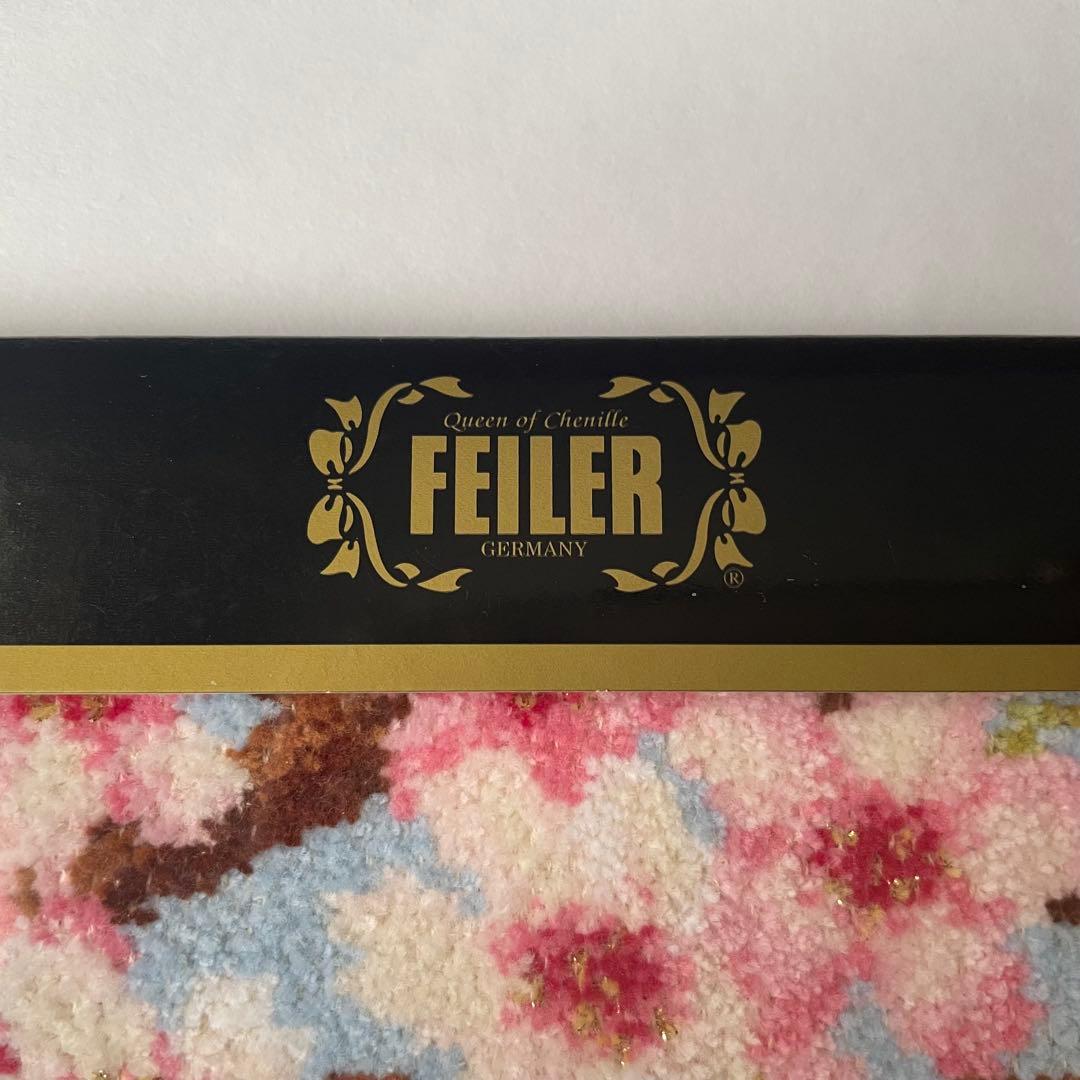 Queen of Chenille
FEILER
GERMANY
®